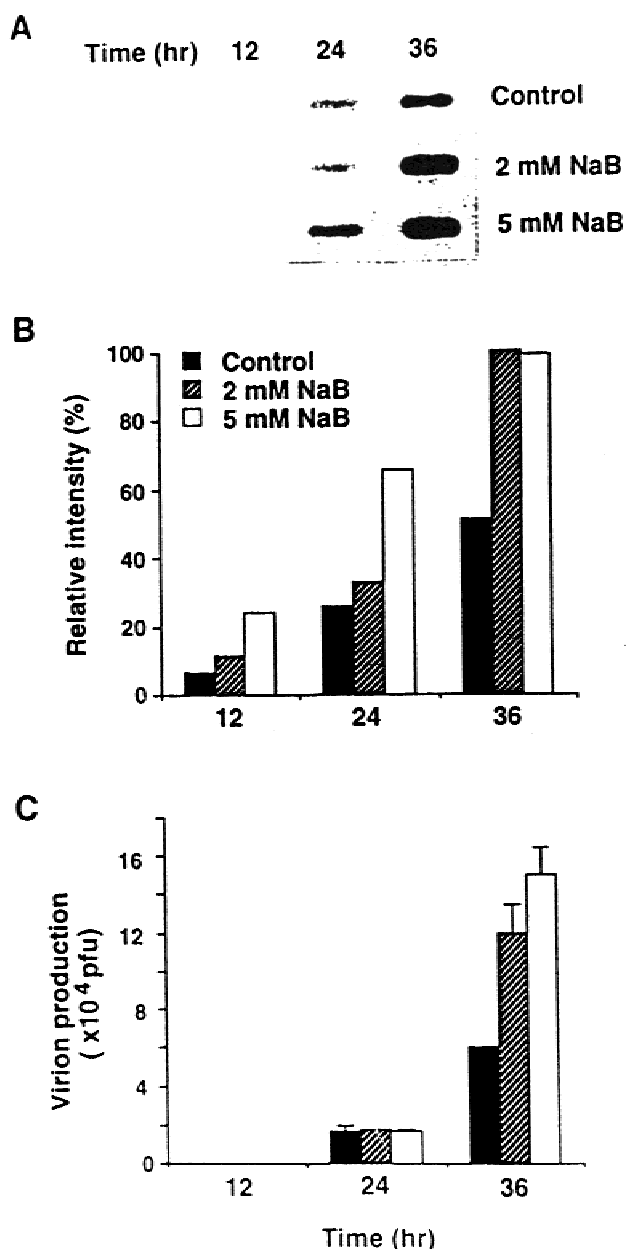 A
Time (hr) 12 24 36
Control
2 mM NaB
5 mM NaB
B
Relative intensity (%)
100
80
60
40
20
0
Control
2 mM NaB
5 mM NaB
12 24 36
C
Virion production
( x10⁴ pfu)
16
12
8
4
0
12 24 36
Time (hr)